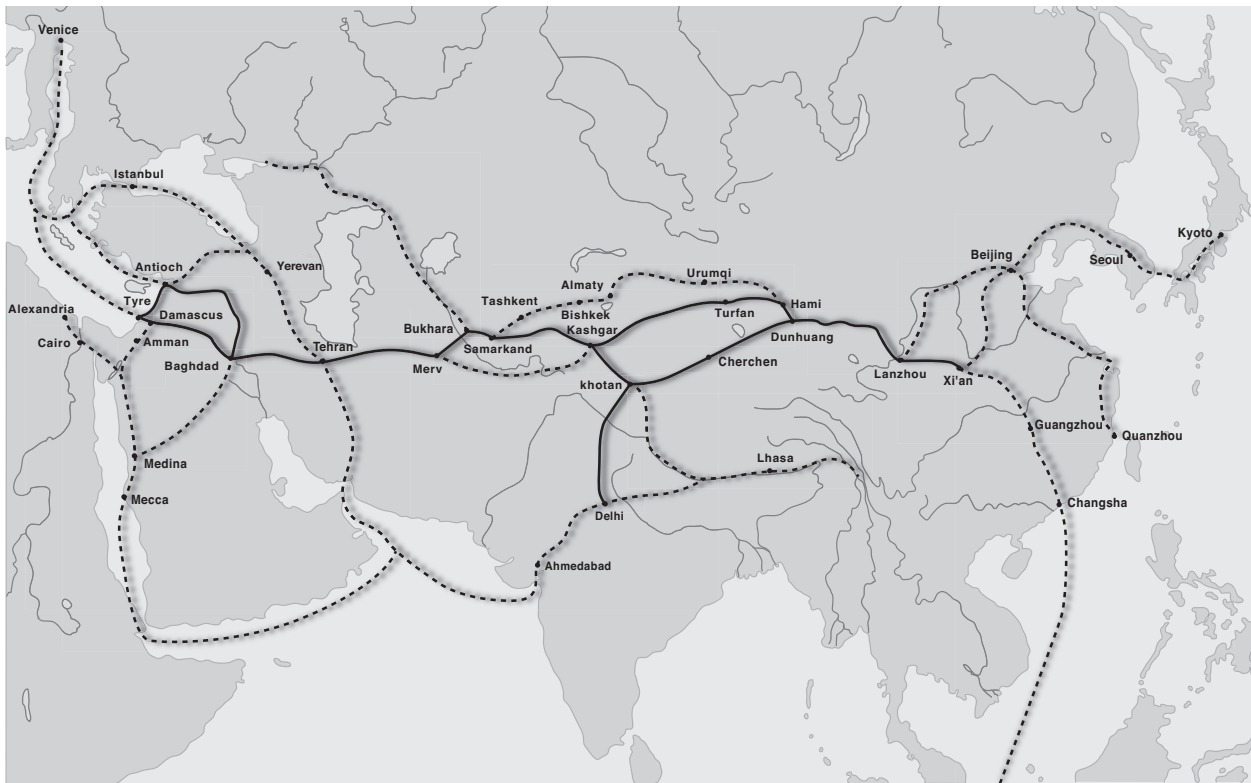 Venice
Istanbul
Kyoto
Seoul
Beijing
Antioch
Yerevan
Urumqi
Almaty
Tashkent
Bishkek
Hami
Turfan
Tyre
Alexandria
Damascus
Bukhara
Kashgar
Dunhuang
Cairo
Amman
Samarkand
Tehran
Baghdad
Merv
Cherchen
Lanzhou
Xi'an
khotan
Guangzhou
Quanzhou
Medina
Lhasa
Mecca
Changsha
Delhi
Ahmedabad